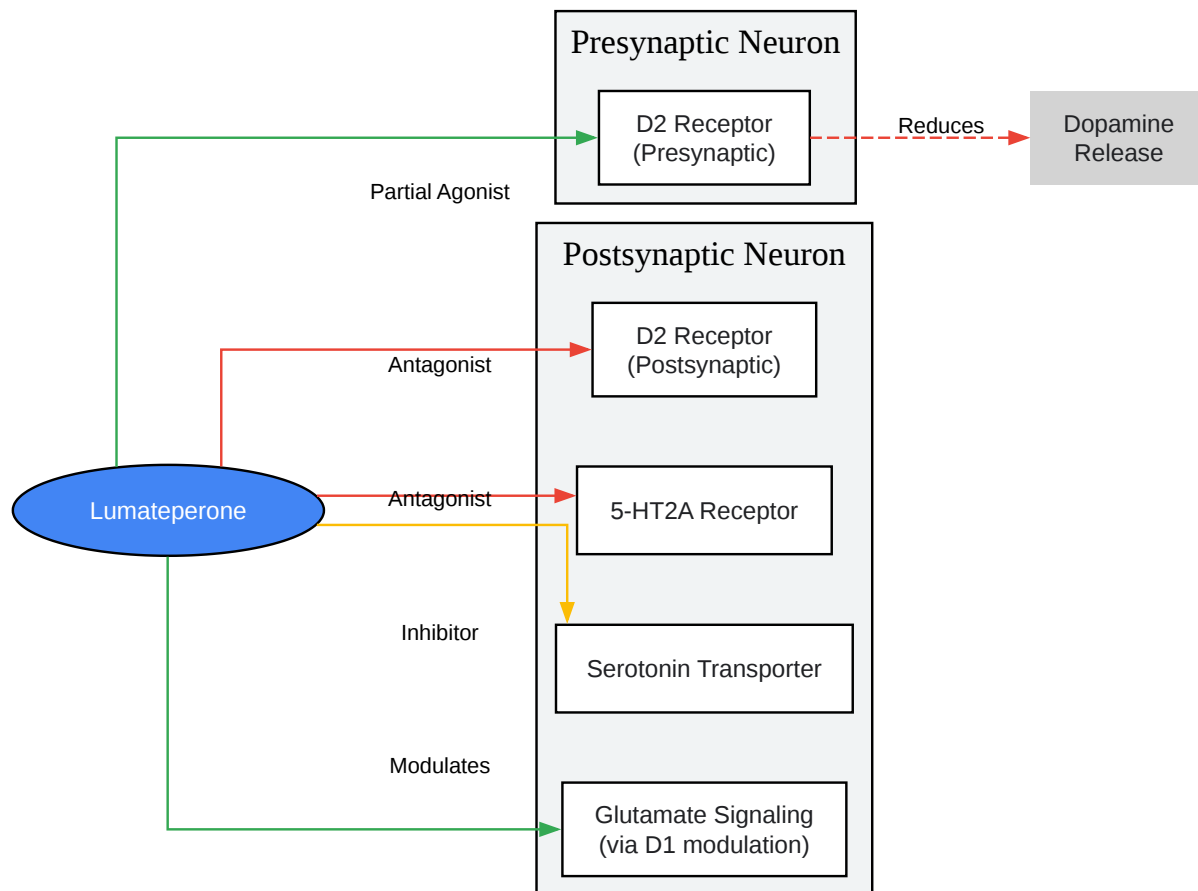 Presynaptic Neuron
D2 Receptor
(Presynaptic)
Reduces
Dopamine
Release
Partial Agonist
Postsynaptic Neuron
D2 Receptor
(Postsynaptic)
Antagonist
Lumateperone
Antagonist
5-HT2A Receptor
Inhibitor
Serotonin Transporter
Modulates
Glutamate Signaling
(via D1 modulation)